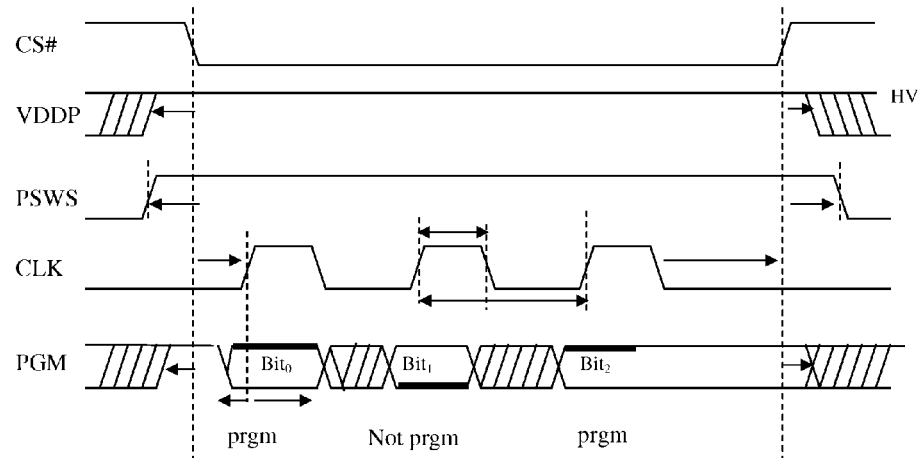 CS#
HV
VDDP
PSWS
CLK
PGM
Bit₀
Bit₁
Bit₂
prgm
Not prgm
prgm